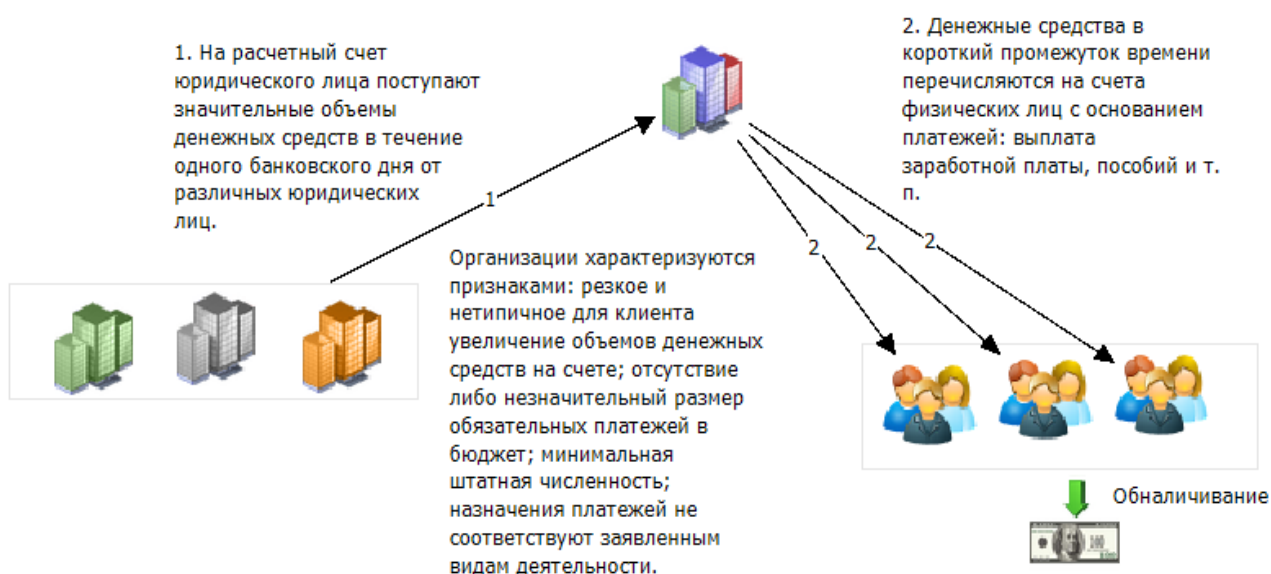 1. На расчетный счет
юридического лица поступают
значительные объемы
денежных средств в течение
одного банковского дня от
различных юридических
лиц.
2. Денежные средства в
короткий промежуток времени
перечисляются на счета
физических лиц с основанием
платежей: выплата
заработной платы, пособий и т.
п.
1
2
2
2
Организации характеризуются
признаками: резкое и
нетипичное для клиента
увеличение объемов денежных
средств на счете; отсутствие
либо незначительный размер
обязательных платежей в
бюджет; минимальная
штатная численность;
назначения платежей не
соответствуют заявленным
видам деятельности.
Обналичивание
100